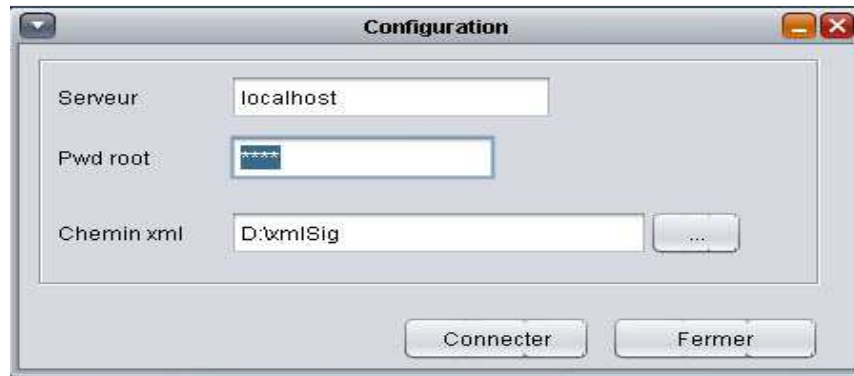 Configuration
Serveur localhost
Pwd root ****
Chemin xml D:\xmlSig ...
Connecter Fermer